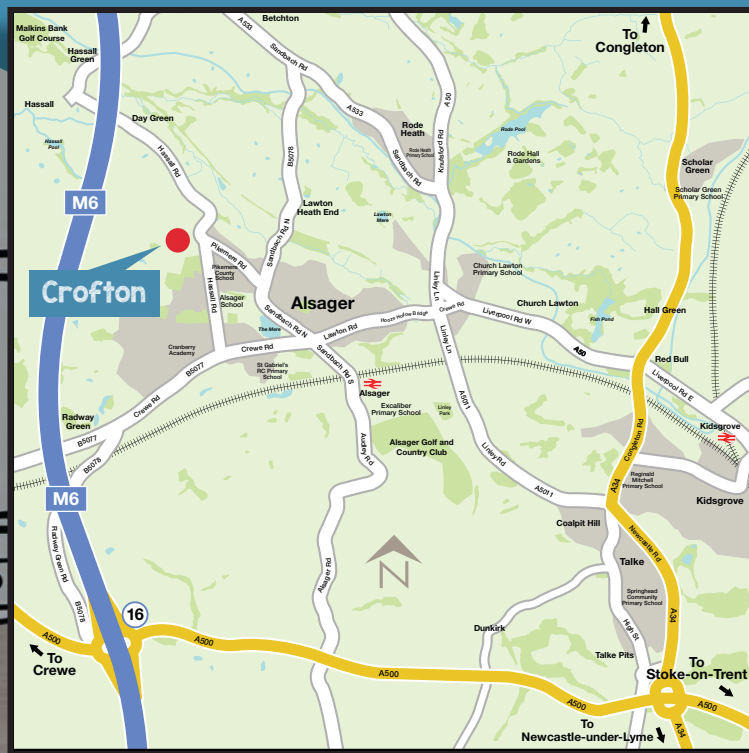 Malkins Bank
Golf Course
Hassall
Green
Betchton
A533
Sandbach Rd
To
Congleton
Hassall
Day Green
Hassall
Pool
Hassall Rd
B5078
A533
A50
Rode
Heath
Rode Heath
Primary School
Sandbach Rd
Knutsford Rd
Rode Pool
Rode Hall
& Gardens
Scholar
Green
Scholar Green
Primary School
M6
Lawton
Heath End
Lawton
Mere
Sandbach Rd N
Pikemere Rd
Pikemere
County
School
Crofton
Alsager
School
Hassall Rd
Alsager
Church Lawton
Primary School
Linley Ln
Church Lawton
Crewe Rd
Liverpool Rd W
Fish Pond
Hall Green
The Mere
Sandbach Rd N
Lawton Rd
Linley Ln
Cranberry
Academy
Crewe Rd
B5077
St Gabriel's
RC Primary
School
Sandbach Rd S
A50
Red Bull
Liverpool Rd E
Alsager
Excaliber
Primary School
Linley
Park
A5011
Crewe Rd
Radway
Green
B5077
B5078
Audley Rd
Alsager Golf and
Country Club
Linley Rd
Congleton Rd
Kidsgrove
Reginald
Mitchell
Primary School
A34
A5011
Kidsgrove
M6
Coalpit Hill
Newcastle Rd
Radway Green Rd
B5078
N
Alsager Rd
Talke
Springhead
Community
Primary School
A34
16
Dunkirk
High St
Talke Pits
A500
A500
A500
A500
A500
A34
To
Crewe
To
Stoke-on-Trent
To
Newcastle-under-Lyme